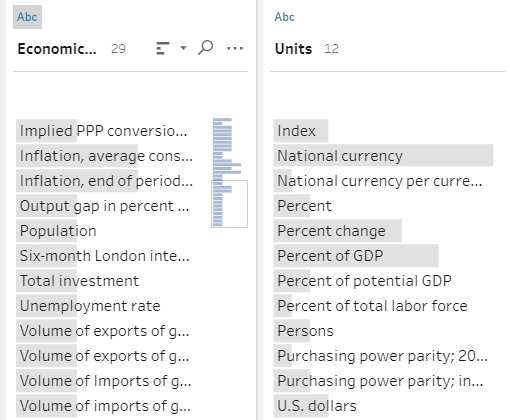 Abc
Economic... 29
Implied PPP conversio...
Inflation, average cons...
Inflation, end of period...
Output gap in percent ...
Population
Six-month London inte...
Total investment
Unemployment rate
Volume of exports of g...
Volume of exports of g...
Volume of Imports of g...
Volume of imports of g...
Abc
Units 12
Index
National currency
National currency per curre...
Percent
Percent change
Percent of GDP
Percent of potential GDP
Percent of total labor force
Persons
Purchasing power parity; 20...
Purchasing power parity; in...
U.S. dollars